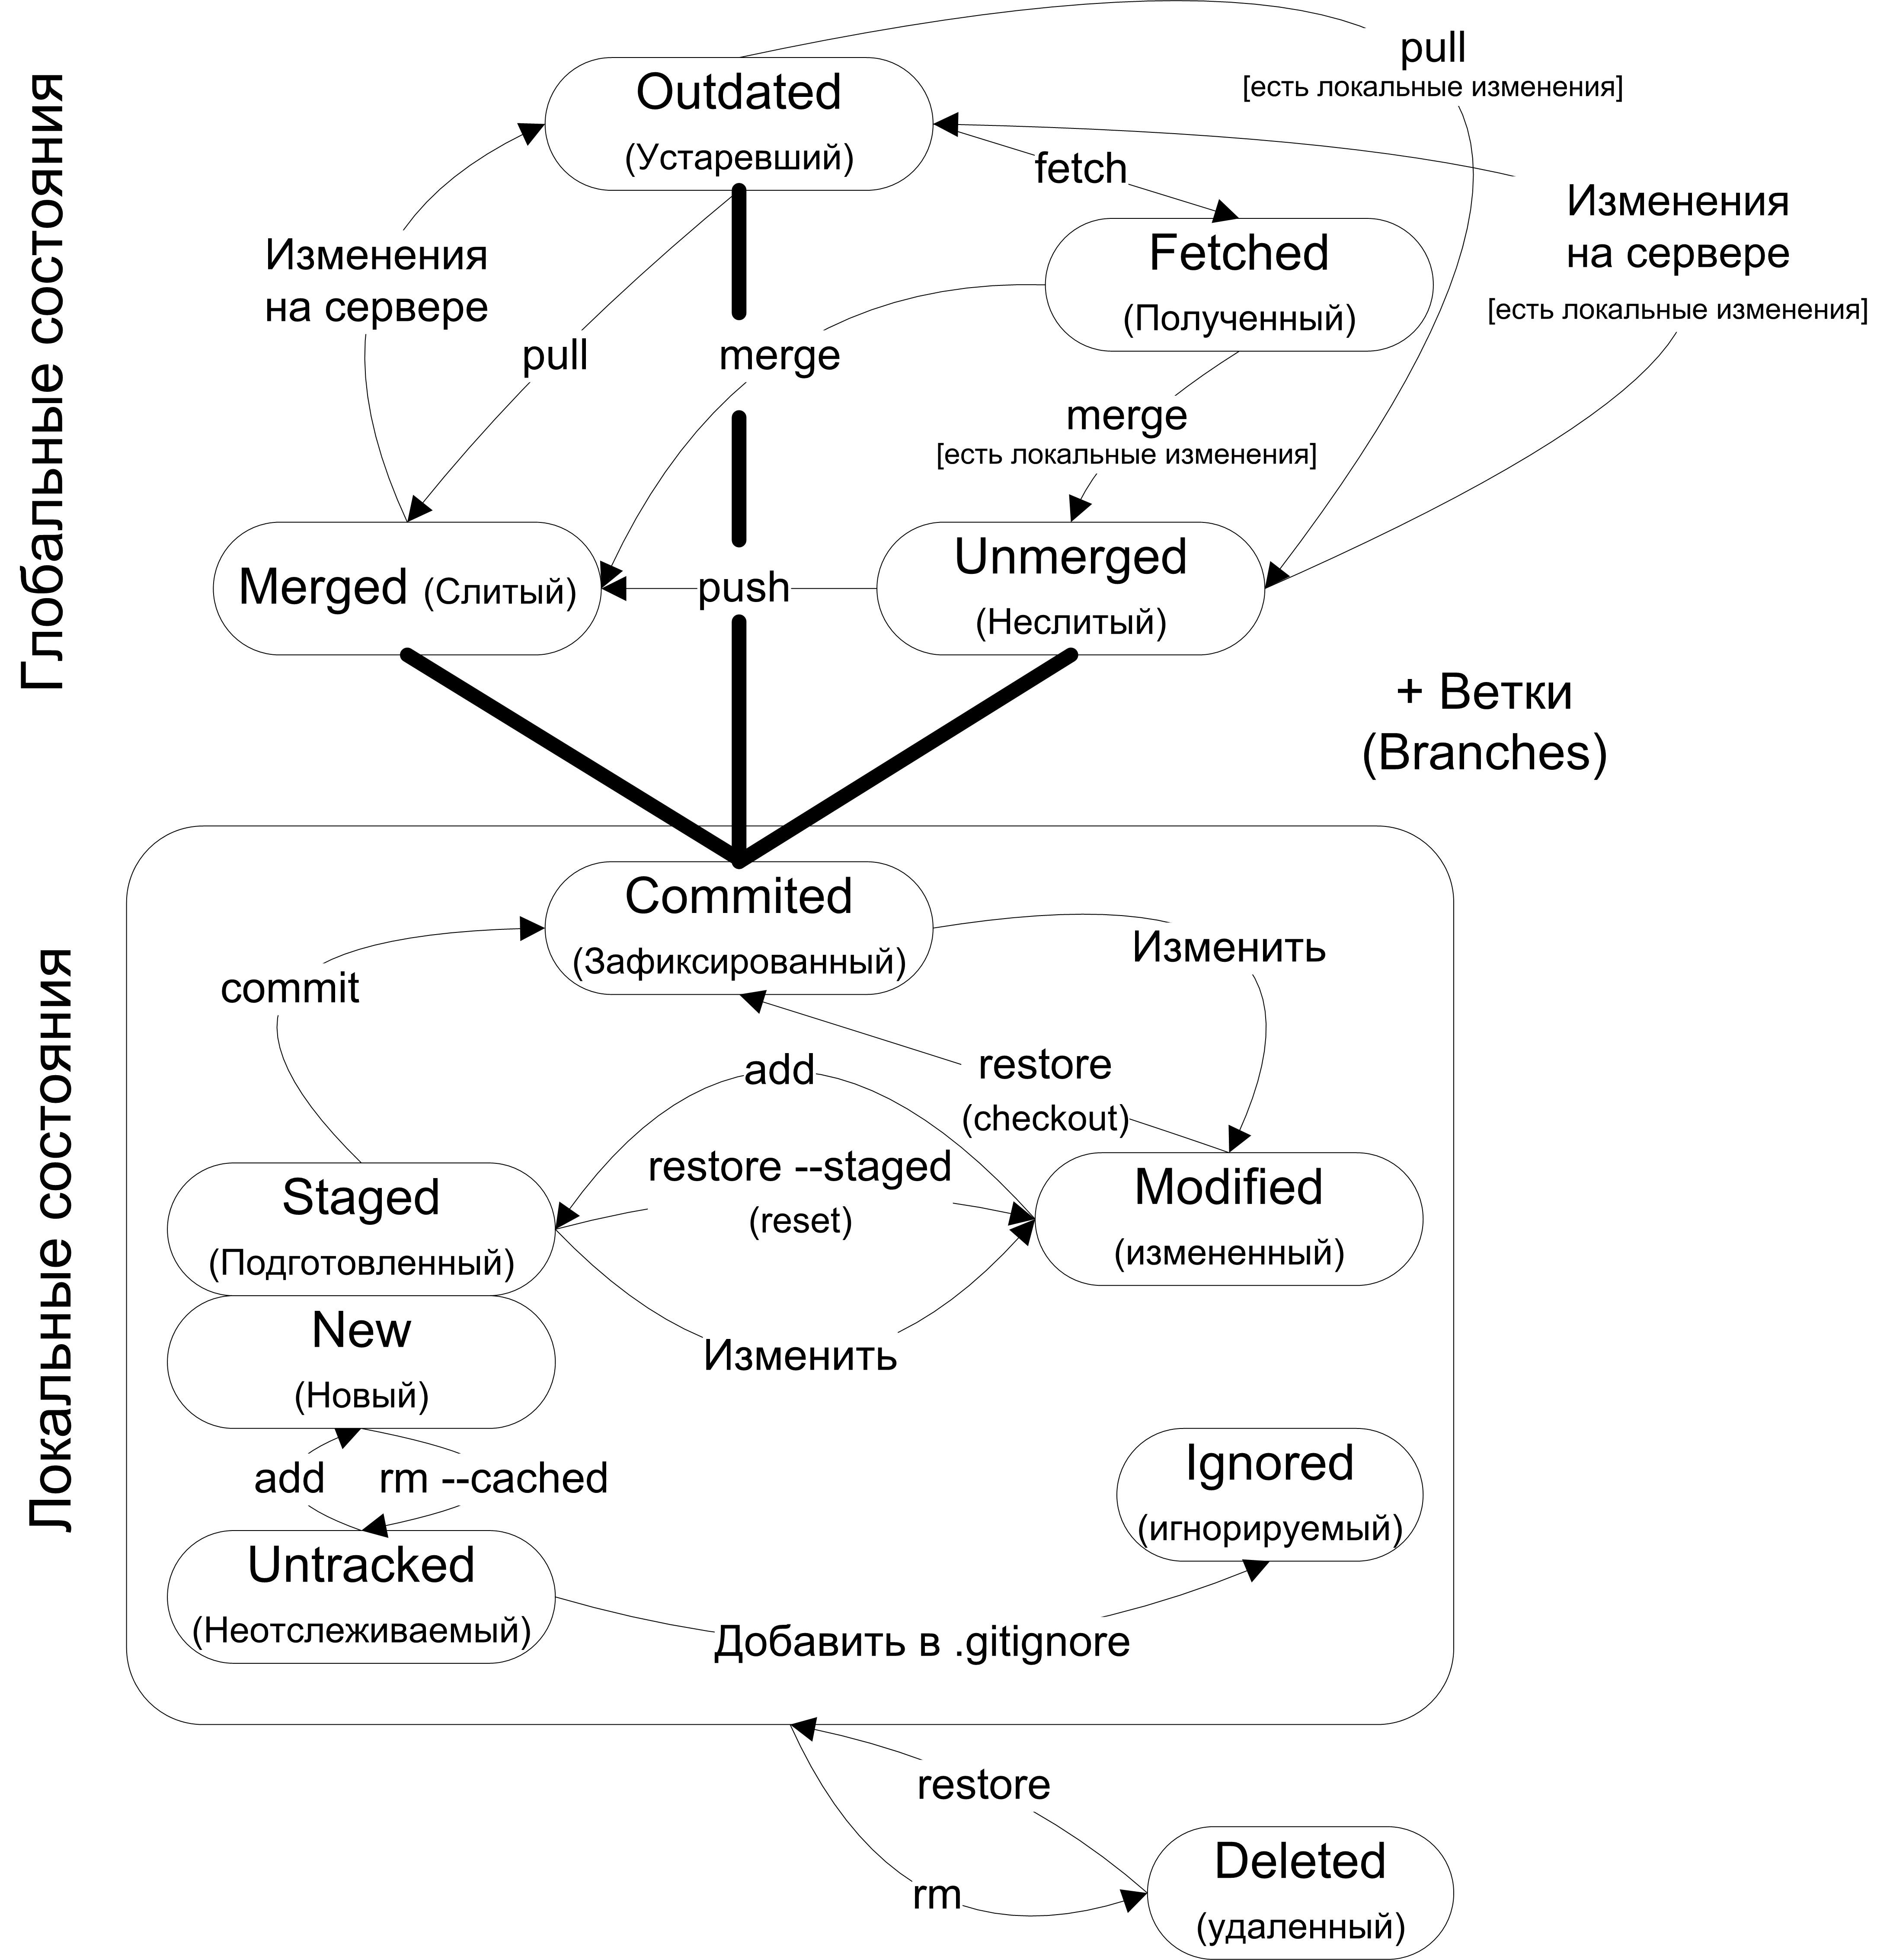 Глобальные состояния
Outdated
(Устаревший)
pull
[есть локальные изменения]
fetch
Изменения
на сервере
[есть локальные изменения]
Fetched
(Полученный)
Изменения
на сервере
pull
merge
merge
[есть локальные изменения]
Merged (Слитый)
push
Unmerged
(Неслитый)
+ Ветки
(Branches)
Локальные состояния
Commited
(Зафиксированный)
Изменить
commit
add
restore
(checkout)
restore --staged
(reset)
Staged
(Подготовленный)
Modified
(измененный)
New
(Новый)
Изменить
add
rm --cached
Ignored
(игнорируемый)
Untracked
(Неотслеживаемый)
Добавить в .gitignore
restore
rm
Deleted
(удаленный)